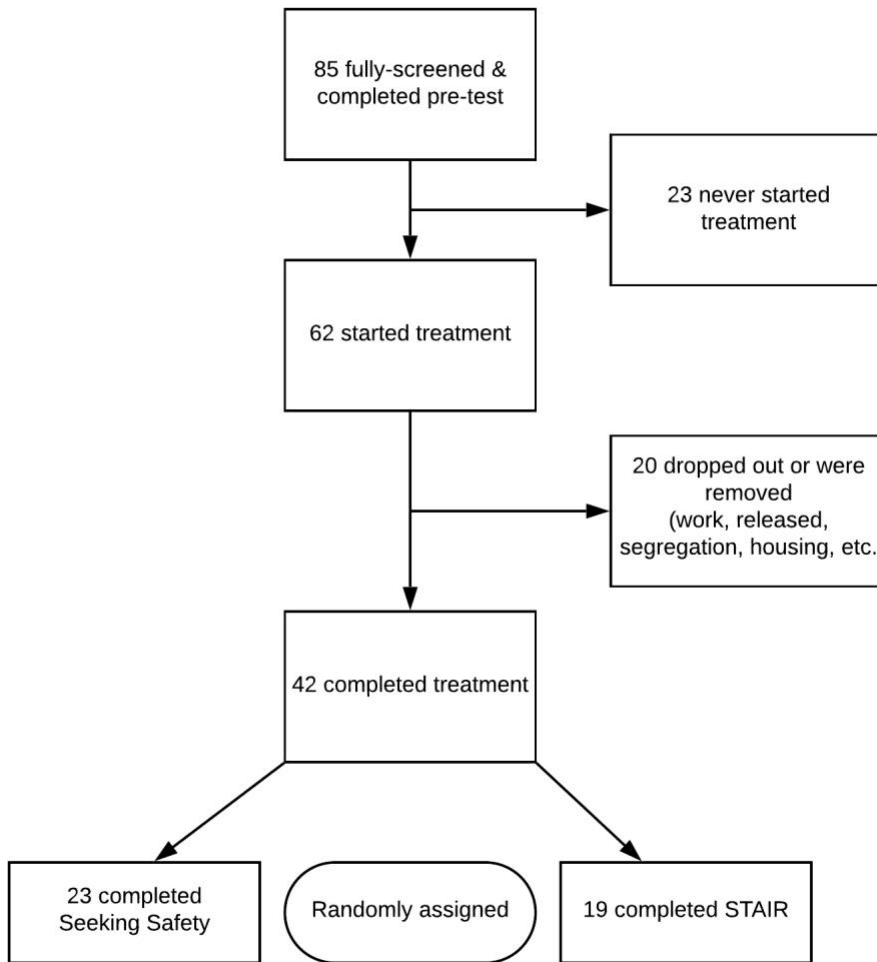 85 fully-screened &
completed pre-test
23 never started
treatment
62 started treatment
20 dropped out or were
removed
(work, released,
segregation, housing, etc.
42 completed treatment
23 completed
Seeking Safety
Randomly assigned
19 completed STAIR